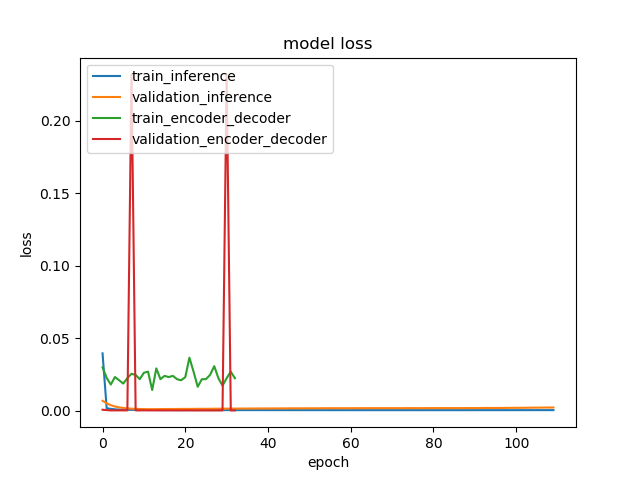 model loss
train_inference
validation_inference
train_encoder_decoder
validation_encoder_decoder
0.20
0.15
0.10
0.05
0.00
loss
0
20
40
60
80
100
epoch